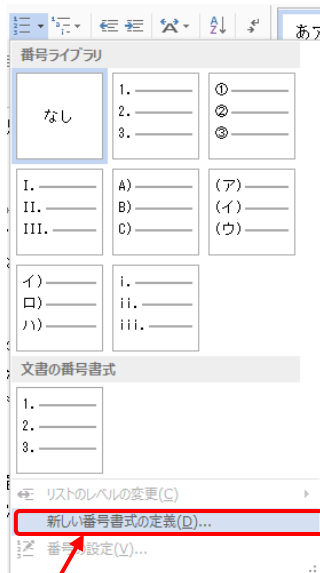 あア
番号ライブラリ
なし
1.
2.
3.
①
②
③
I.
II.
III.
A)
B)
C)
(ア)
(イ)
(ウ)
イ)
ロ)
ハ)
i.
ii.
iii.
文書の番号書式
1.
2.
3.
リストのレベルの変更(C)
新しい番号書式の定義(D)...
番号の設定(V)...